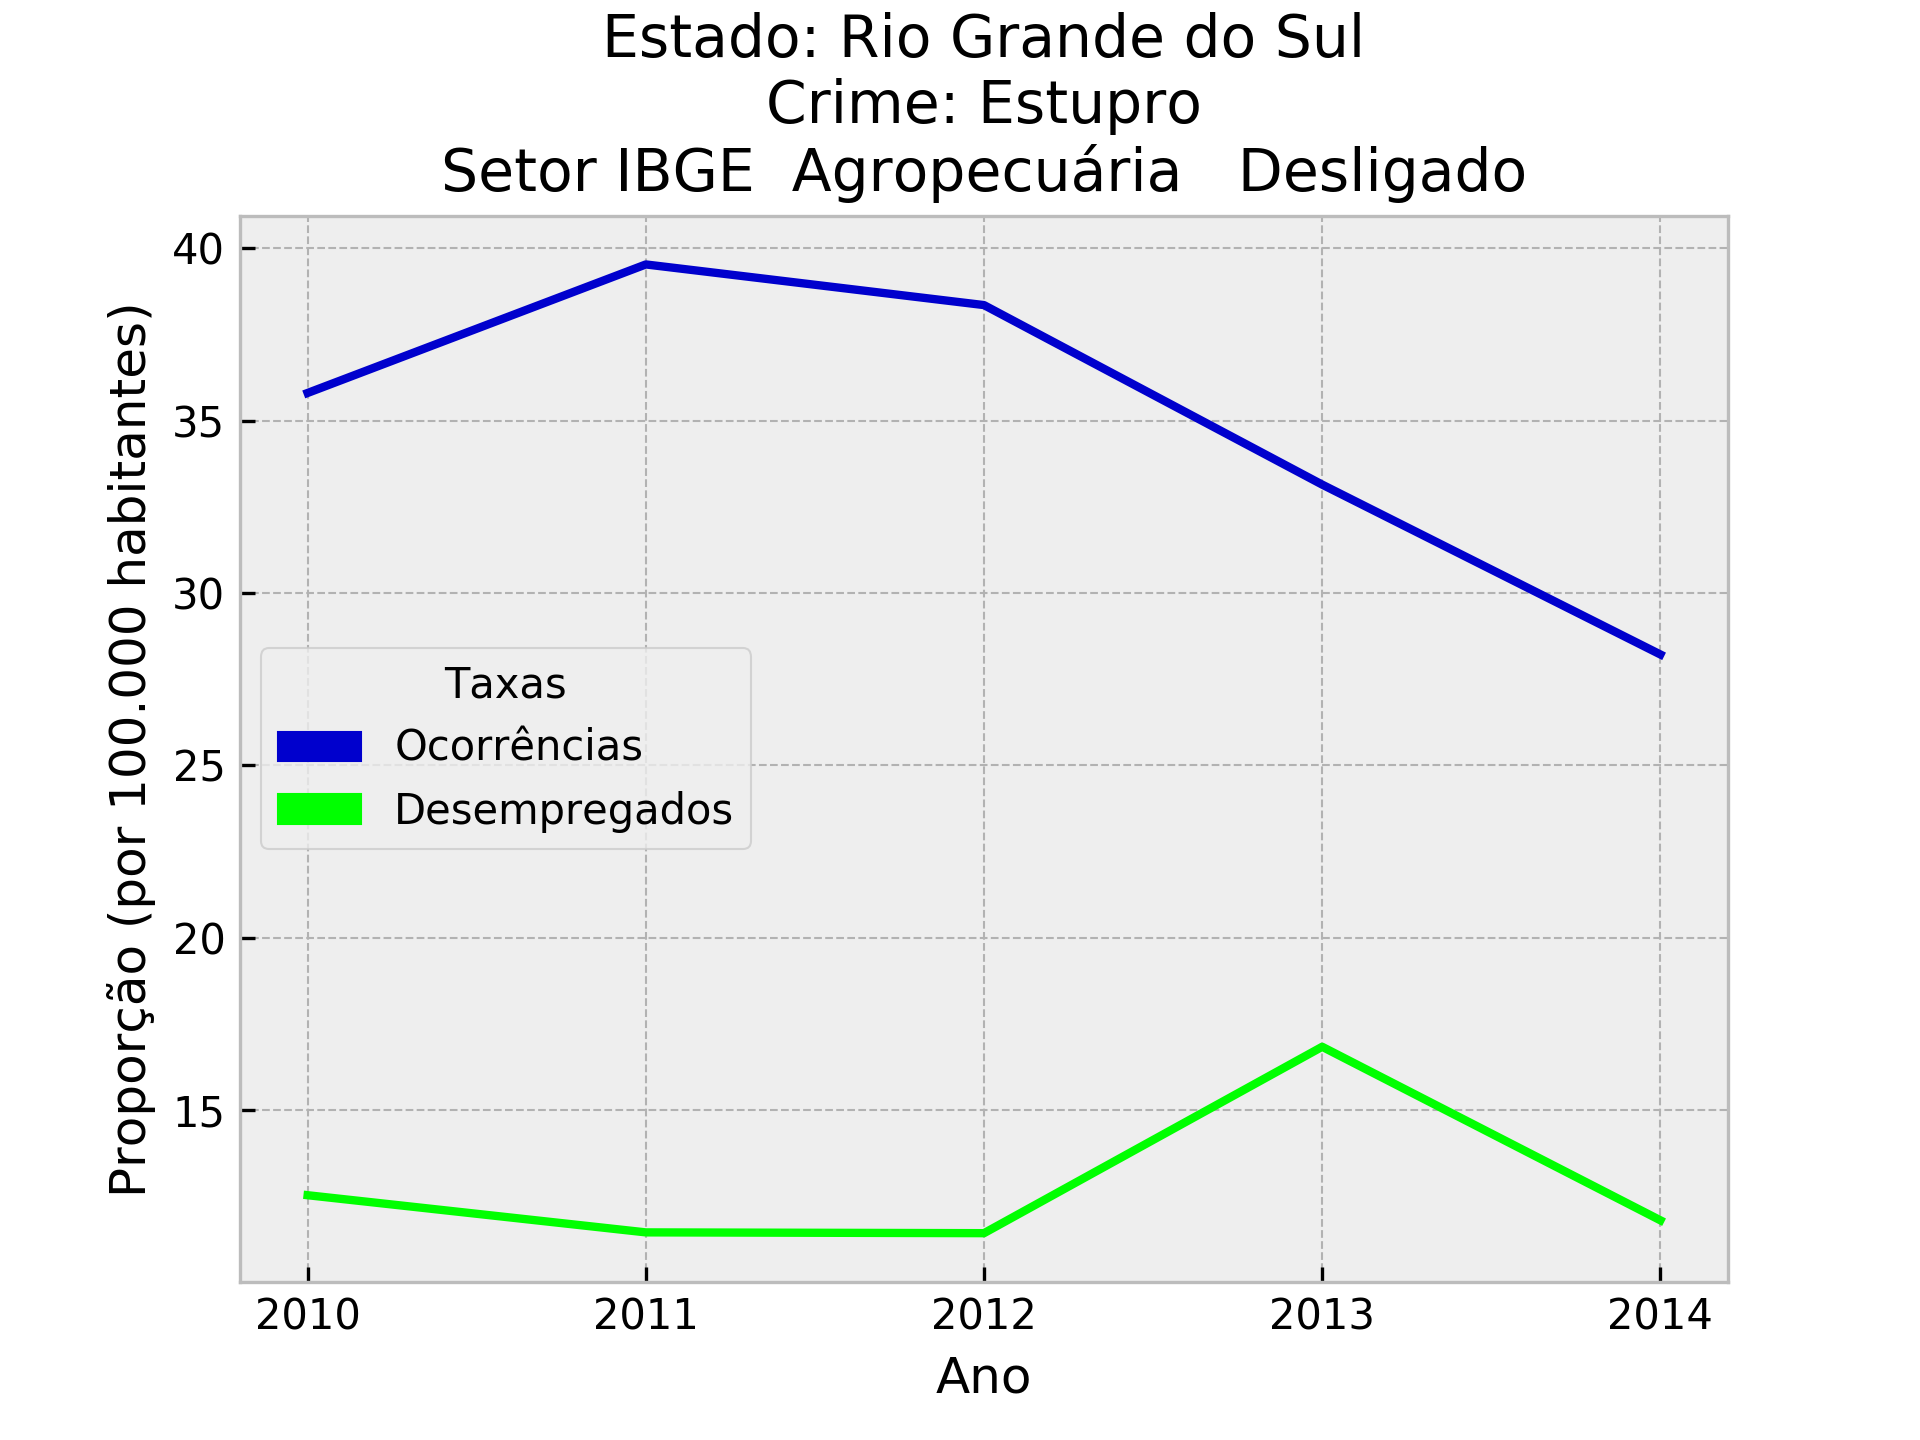 Estado: Rio Grande do Sul
Crime: Estupro
Setor IBGE  Agropecuária   Desligado
Proporção (por 100.000 habitantes)
40
35
30
25
20
15
Taxas
Ocorrências
Desempregados
2010 2011 2012 2013 2014
Ano